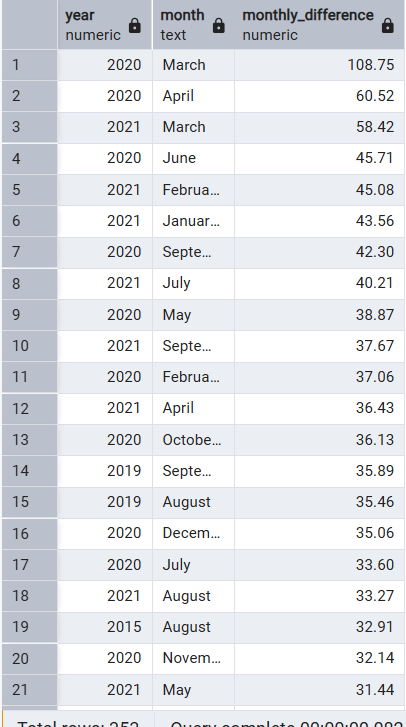 year month monthly_difference
numeric text numeric
1 2020 March 108.75
2 2020 April 60.52
3 2021 March 58.42
4 2020 June 45.71
5 2021 Februa… 45.08
6 2021 Januar… 43.56
7 2020 Septe… 42.30
8 2021 July 40.21
9 2020 May 38.87
10 2021 Septe… 37.67
11 2020 Februa… 37.06
12 2021 April 36.43
13 2020 Octobe… 36.13
14 2019 Septe… 35.89
15 2019 August 35.46
16 2020 Decem… 35.06
17 2020 July 33.60
18 2021 August 33.27
19 2015 August 32.91
20 2020 Novem… 32.14
21 2021 May 31.44
Total rows: 252 Query complete 00:00:00.082